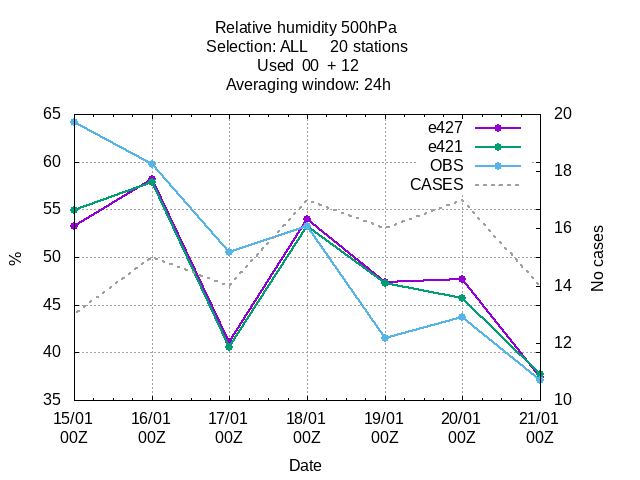 Relative humidity 500hPa
Selection: ALL     20 stations
Used  00  + 12
Averaging window: 24h
65
60
55
50
45
40
35
%
20
18
16
14
12
10
No cases
e427
e421
OBS
CASES
15/01 16/01 17/01 18/01 19/01 20/01 21/01
00Z 00Z 00Z 00Z 00Z 00Z 00Z
Date